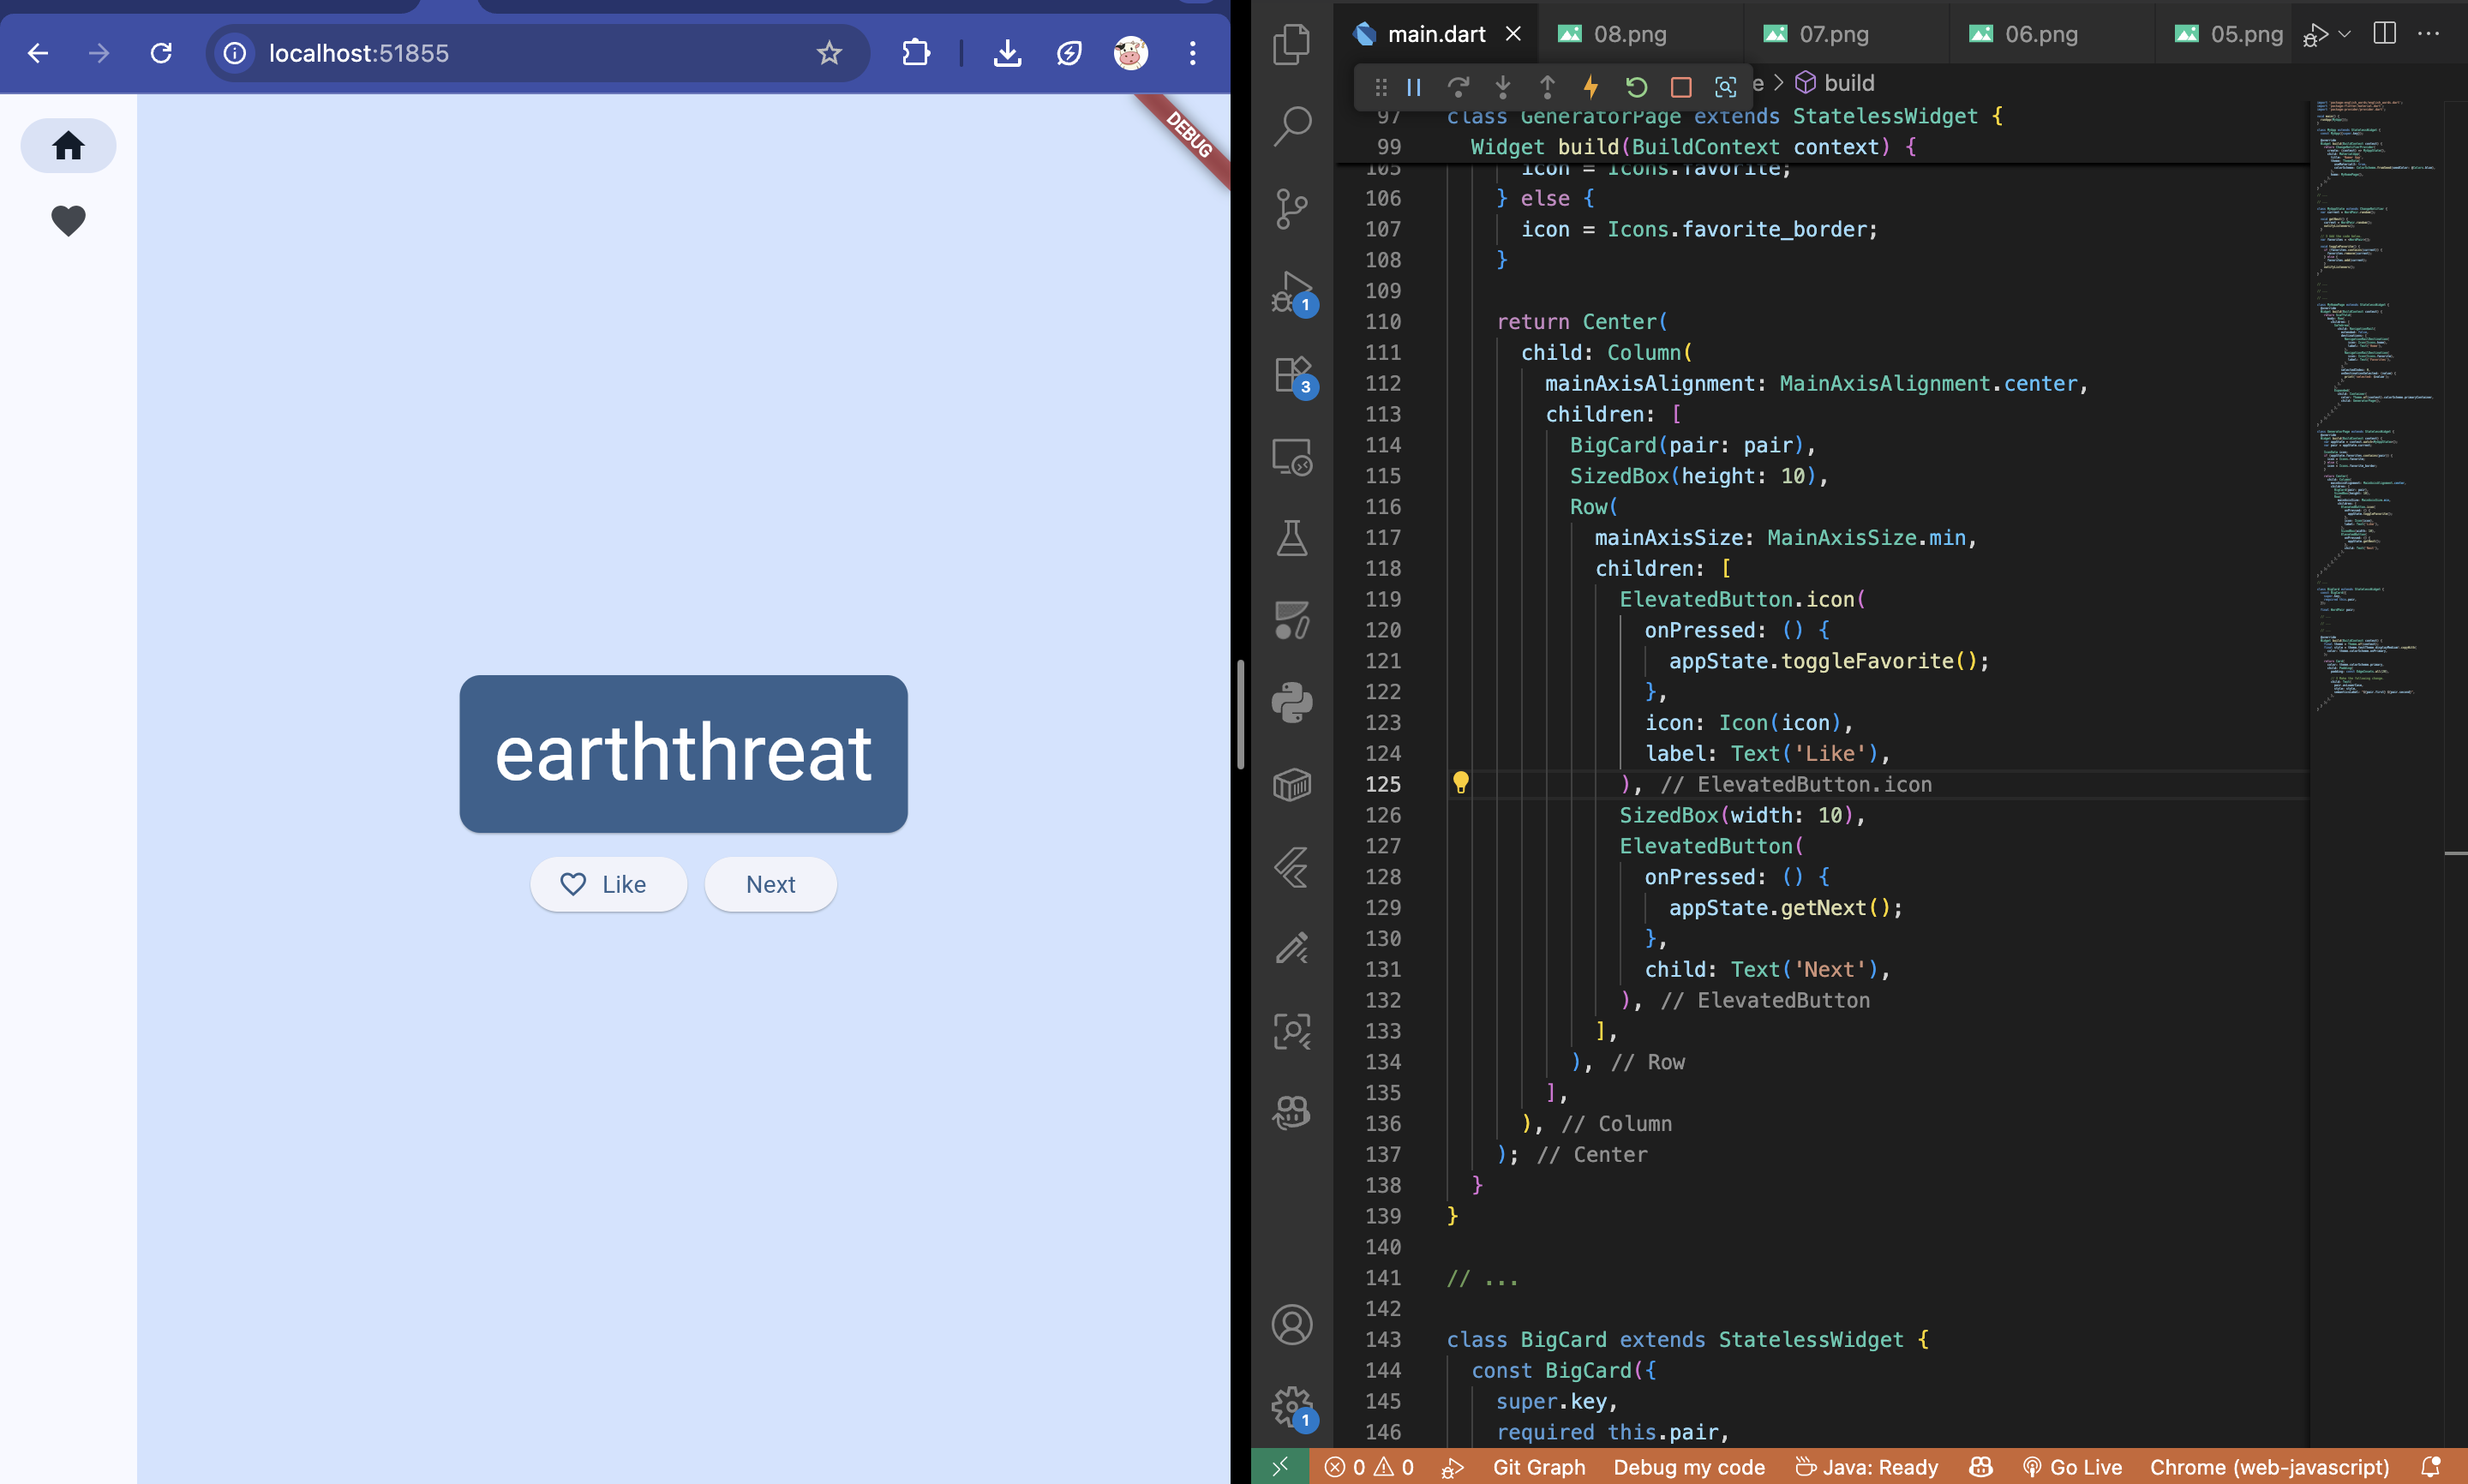 localhost:51855
DEBUG
earththreat
Like
Next
main.dart
08.png
07.png
06.png
05.png
e > build
97 class GeneratorPage extends StatelessWidget {
99 Widget build(BuildContext context) {
105 icon = Icons.favorite;
106 } else {
107 icon = Icons.favorite_border;
108 }
109
110 return Center(
111 child: Column(
112 mainAxisAlignment: MainAxisAlignment.center,
113 children: [
114 BigCard(pair: pair),
115 SizedBox(height: 10),
116 Row(
117 mainAxisSize: MainAxisSize.min,
118 children: [
119 ElevatedButton.icon(
120 onPressed: () {
121 appState.toggleFavorite();
122 },
123 icon: Icon(icon),
124 label: Text('Like'),
125 ), // ElevatedButton.icon
126 SizedBox(width: 10),
127 ElevatedButton(
128 onPressed: () {
129 appState.getNext();
130 },
131 child: Text('Next'),
132 ), // ElevatedButton
133 ],
134 ), // Row
135 ],
136 ), // Column
137 ); // Center
138 }
139 }
140
141 // ...
142
143 class BigCard extends StatelessWidget {
144 const BigCard({
145 super.key,
146 required this.pair,
1
3
1
0 0 Git Graph Debug my code Java: Ready Go Live Chrome (web-javascript)